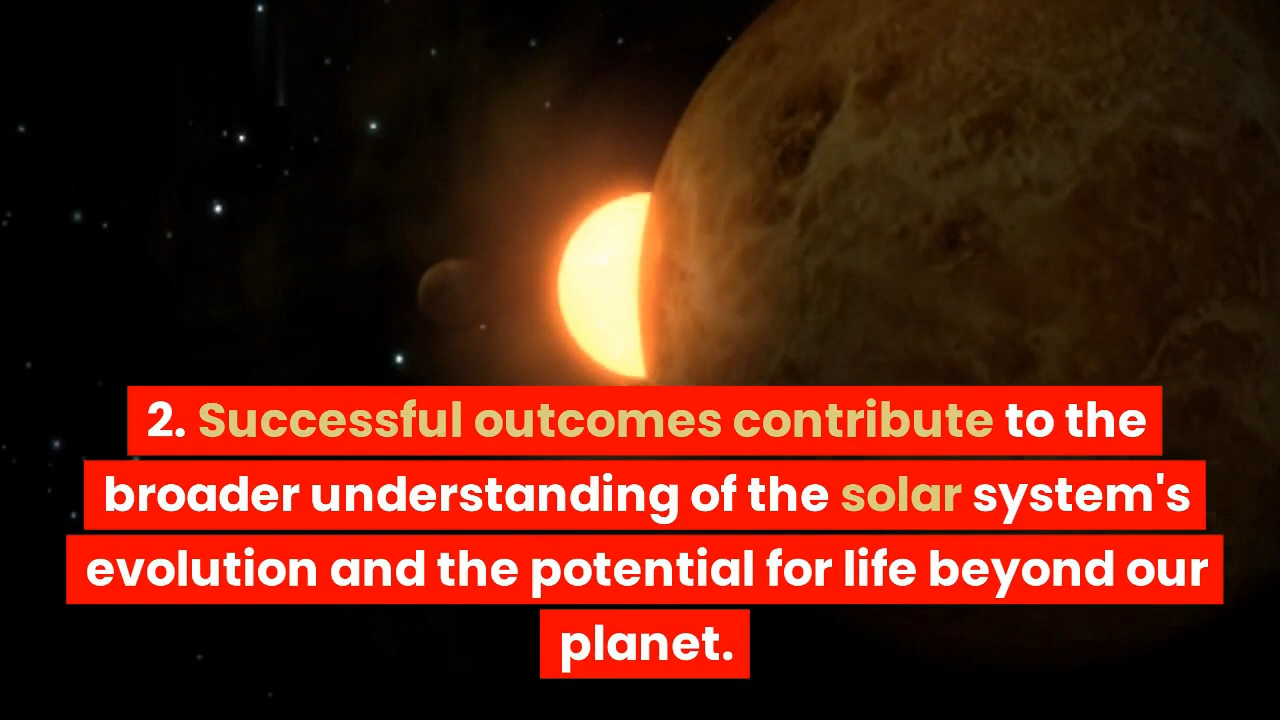 2. Successful outcomes contribute to the
broader understanding of the solar system's
evolution and the potential for life beyond our
planet.